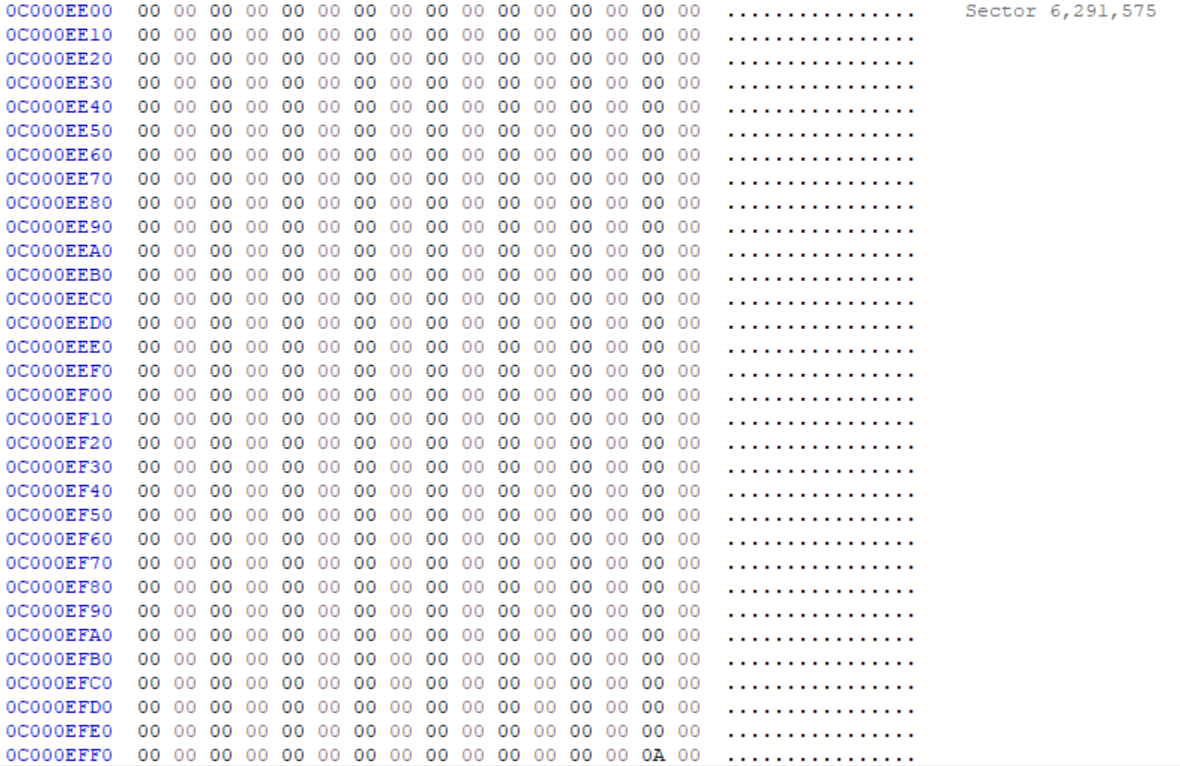 0C000EE00 00 00 00 00 00 00 00 00 00 00 00 00 00 00 00 00 ................ Sector 6,291,575
0C000EE10 00 00 00 00 00 00 00 00 00 00 00 00 00 00 00 00 ................
0C000EE20 00 00 00 00 00 00 00 00 00 00 00 00 00 00 00 00 ................
0C000EE30 00 00 00 00 00 00 00 00 00 00 00 00 00 00 00 00 ................
0C000EE40 00 00 00 00 00 00 00 00 00 00 00 00 00 00 00 00 ................
0C000EE50 00 00 00 00 00 00 00 00 00 00 00 00 00 00 00 00 ................
0C000EE60 00 00 00 00 00 00 00 00 00 00 00 00 00 00 00 00 ................
0C000EE70 00 00 00 00 00 00 00 00 00 00 00 00 00 00 00 00 ................
0C000EE80 00 00 00 00 00 00 00 00 00 00 00 00 00 00 00 00 ................
0C000EE90 00 00 00 00 00 00 00 00 00 00 00 00 00 00 00 00 ................
0C000EEA0 00 00 00 00 00 00 00 00 00 00 00 00 00 00 00 00 ................
0C000EEB0 00 00 00 00 00 00 00 00 00 00 00 00 00 00 00 00 ................
0C000EEC0 00 00 00 00 00 00 00 00 00 00 00 00 00 00 00 00 ................
0C000EED0 00 00 00 00 00 00 00 00 00 00 00 00 00 00 00 00 ................
0C000EEE0 00 00 00 00 00 00 00 00 00 00 00 00 00 00 00 00 ................
0C000EEF0 00 00 00 00 00 00 00 00 00 00 00 00 00 00 00 00 ................
0C000EF00 00 00 00 00 00 00 00 00 00 00 00 00 00 00 00 00 ................
0C000EF10 00 00 00 00 00 00 00 00 00 00 00 00 00 00 00 00 ................
0C000EF20 00 00 00 00 00 00 00 00 00 00 00 00 00 00 00 00 ................
0C000EF30 00 00 00 00 00 00 00 00 00 00 00 00 00 00 00 00 ................
0C000EF40 00 00 00 00 00 00 00 00 00 00 00 00 00 00 00 00 ................
0C000EF50 00 00 00 00 00 00 00 00 00 00 00 00 00 00 00 00 ................
0C000EF60 00 00 00 00 00 00 00 00 00 00 00 00 00 00 00 00 ................
0C000EF70 00 00 00 00 00 00 00 00 00 00 00 00 00 00 00 00 ................
0C000EF80 00 00 00 00 00 00 00 00 00 00 00 00 00 00 00 00 ................
0C000EF90 00 00 00 00 00 00 00 00 00 00 00 00 00 00 00 00 ................
0C000EFA0 00 00 00 00 00 00 00 00 00 00 00 00 00 00 00 00 ................
0C000EFB0 00 00 00 00 00 00 00 00 00 00 00 00 00 00 00 00 ................
0C000EFC0 00 00 00 00 00 00 00 00 00 00 00 00 00 00 00 00 ................
0C000EFD0 00 00 00 00 00 00 00 00 00 00 00 00 00 00 00 00 ................
0C000EFE0 00 00 00 00 00 00 00 00 00 00 00 00 00 00 00 00 ................
0C000EFF0 00 00 00 00 00 00 00 00 00 00 00 00 00 00 0A 00 ................